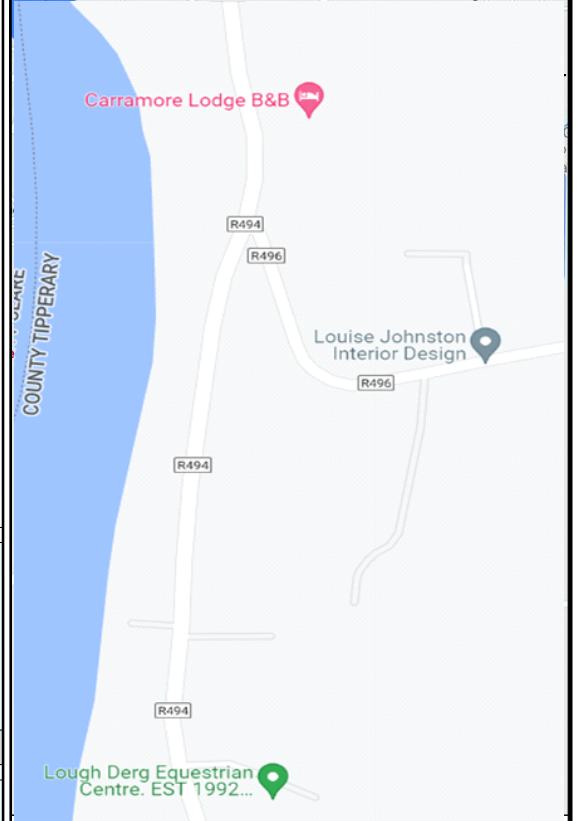 Carramore Lodge B&B
R494
R496
COUNTY TIPPERARY
Louise Johnston
Interior Design
R496
R494
R494
Lough Derg Equestrian
Centre. EST 1992...